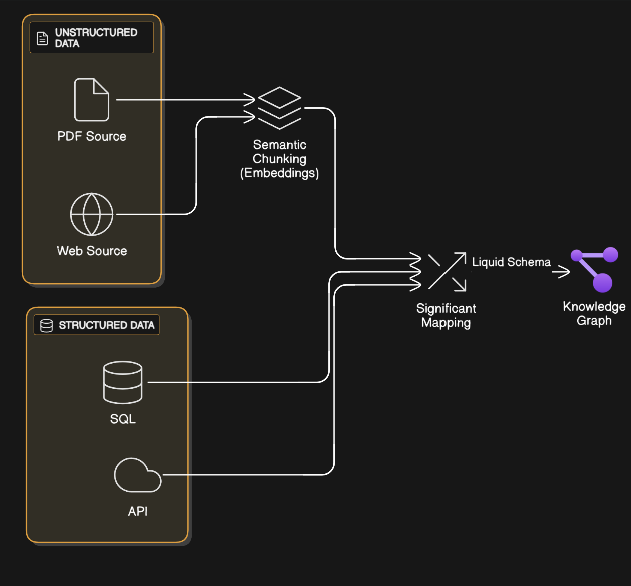 UNSTRUCTURED
DATA
PDF Source
Web Source
Semantic
Chunking
(Embeddings)
Liquid Schema
Significant
Mapping
Knowledge
Graph
STRUCTURED DATA
SQL
API